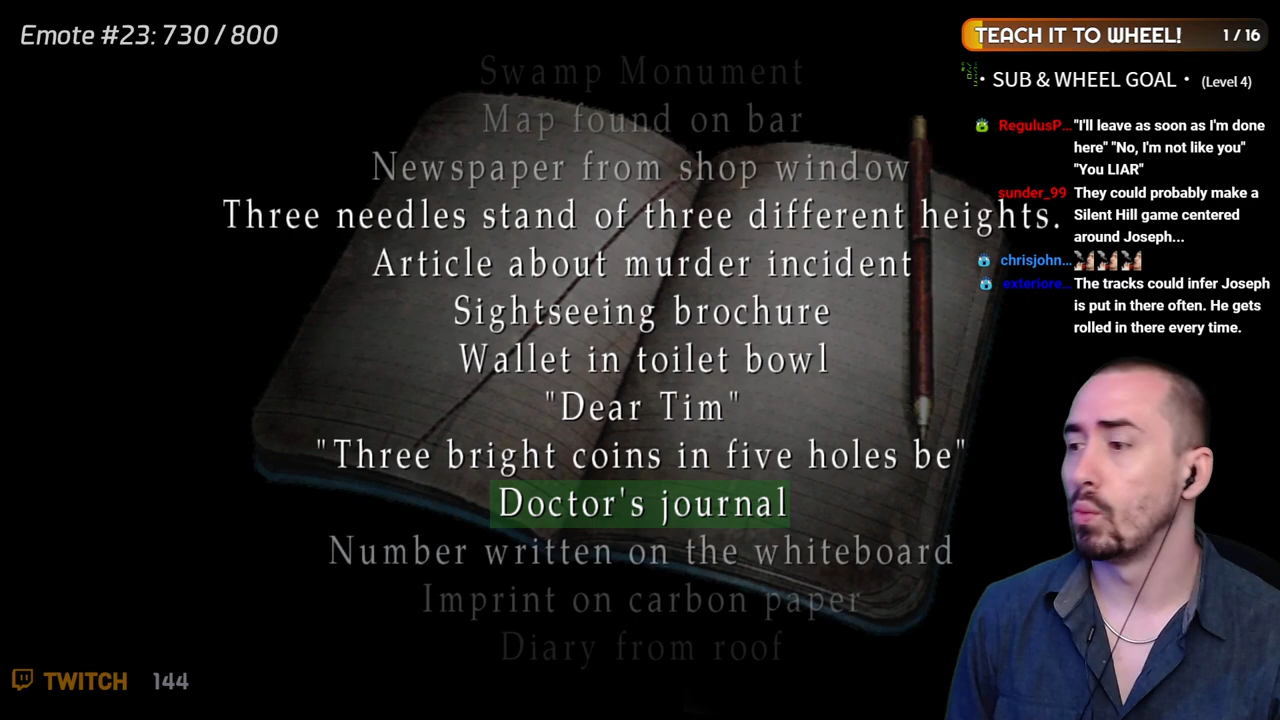 Emote #23: 730 / 800
TEACH IT TO WHEEL! 1 / 16
• SUB & WHEEL GOAL • (Level 4)
Swamp Monument
Map found on bar
Newspaper from shop window
Three needles stand of three different heights.
Article about murder incident
Sightseeing brochure
Wallet in toilet bowl
"Dear Tim"
"Three bright coins in five holes be"
Doctor's journal
Number written on the whiteboard
Imprint on carbon paper
Diary from roof
RegulusP... "I'll leave as soon as I'm done
here" "No, I'm not like you"
"You LIAR"
sunder_99 They could probably make a
Silent Hill game centered
around Joseph...
chrisjohn...
exteriore... The tracks could infer Joseph
is put in there often. He gets
rolled in there every time.
TWITCH 144